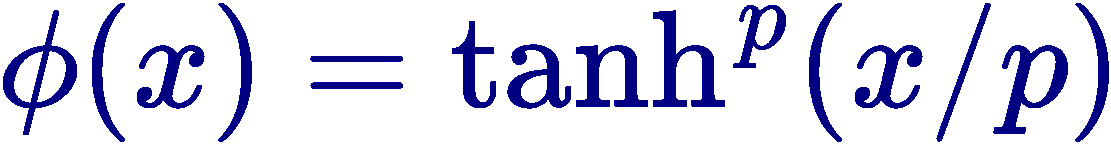 ϕ(x) = tanh^p(x/p)